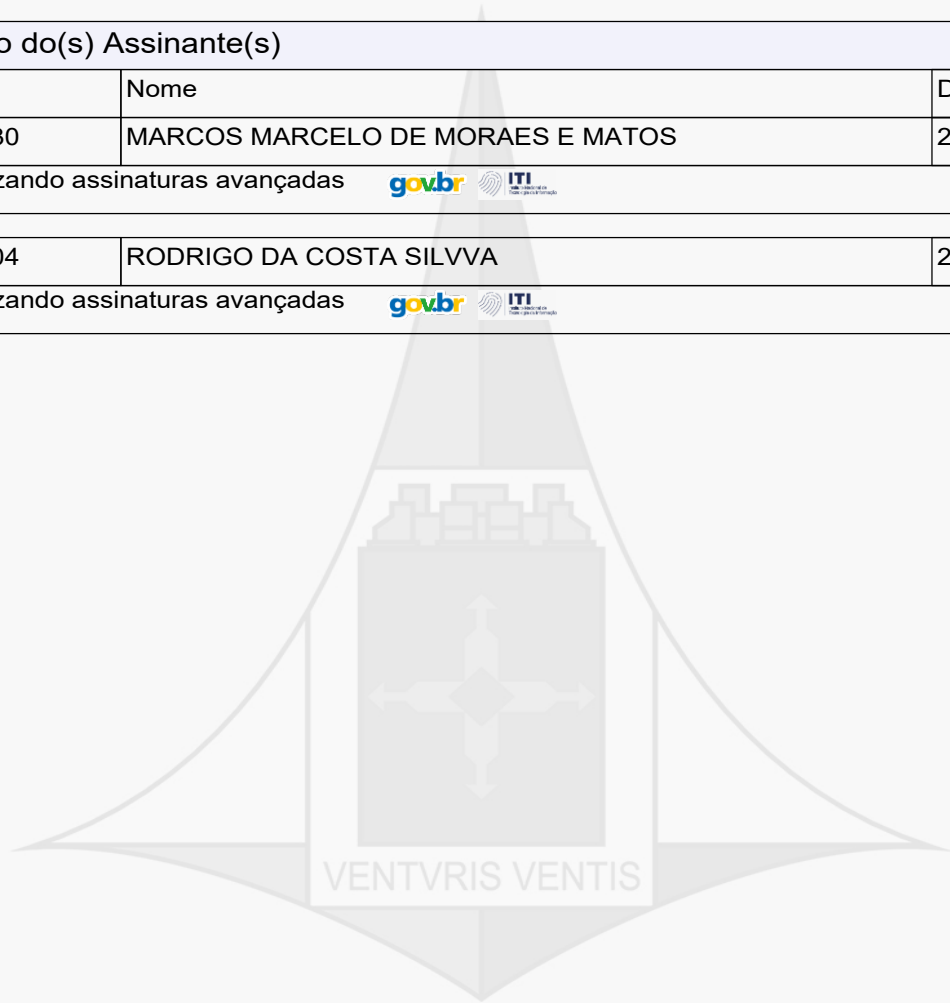 o do(s) Assinante(s)
Nome D
30 MARCOS MARCELO DE MORAES E MATOS 2
zando assinaturas avançadas gov.br ITI
04 RODRIGO DA COSTA SILVVA 2
zando assinaturas avançadas gov.br ITI
VENTVRIS VENTIS